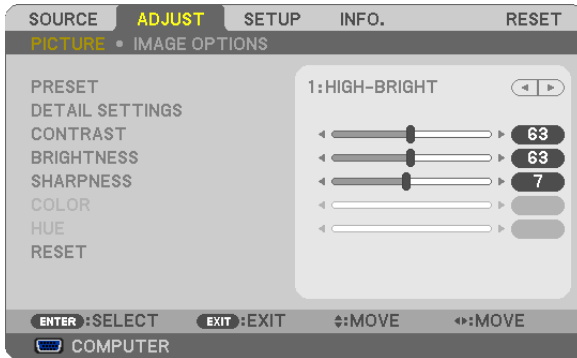 SOURCE ADJUST SETUP INFO. RESET
PICTURE • IMAGE OPTIONS
PRESET 1:HIGH-BRIGHT
DETAIL SETTINGS
CONTRAST 63
BRIGHTNESS 63
SHARPNESS 7
COLOR
HUE
RESET
ENTER :SELECT EXIT :EXIT :MOVE :MOVE
COMPUTER